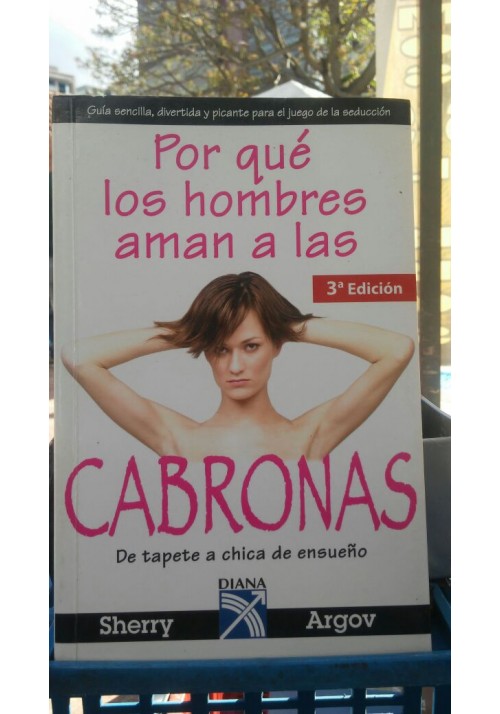 Guía sencilla, divertida y picante para el juego de la seducción
Por qué
los hombres
aman a las
3ª Edición
CABRONAS
De tapete a chica de ensueño
DIANA
Sherry Argov